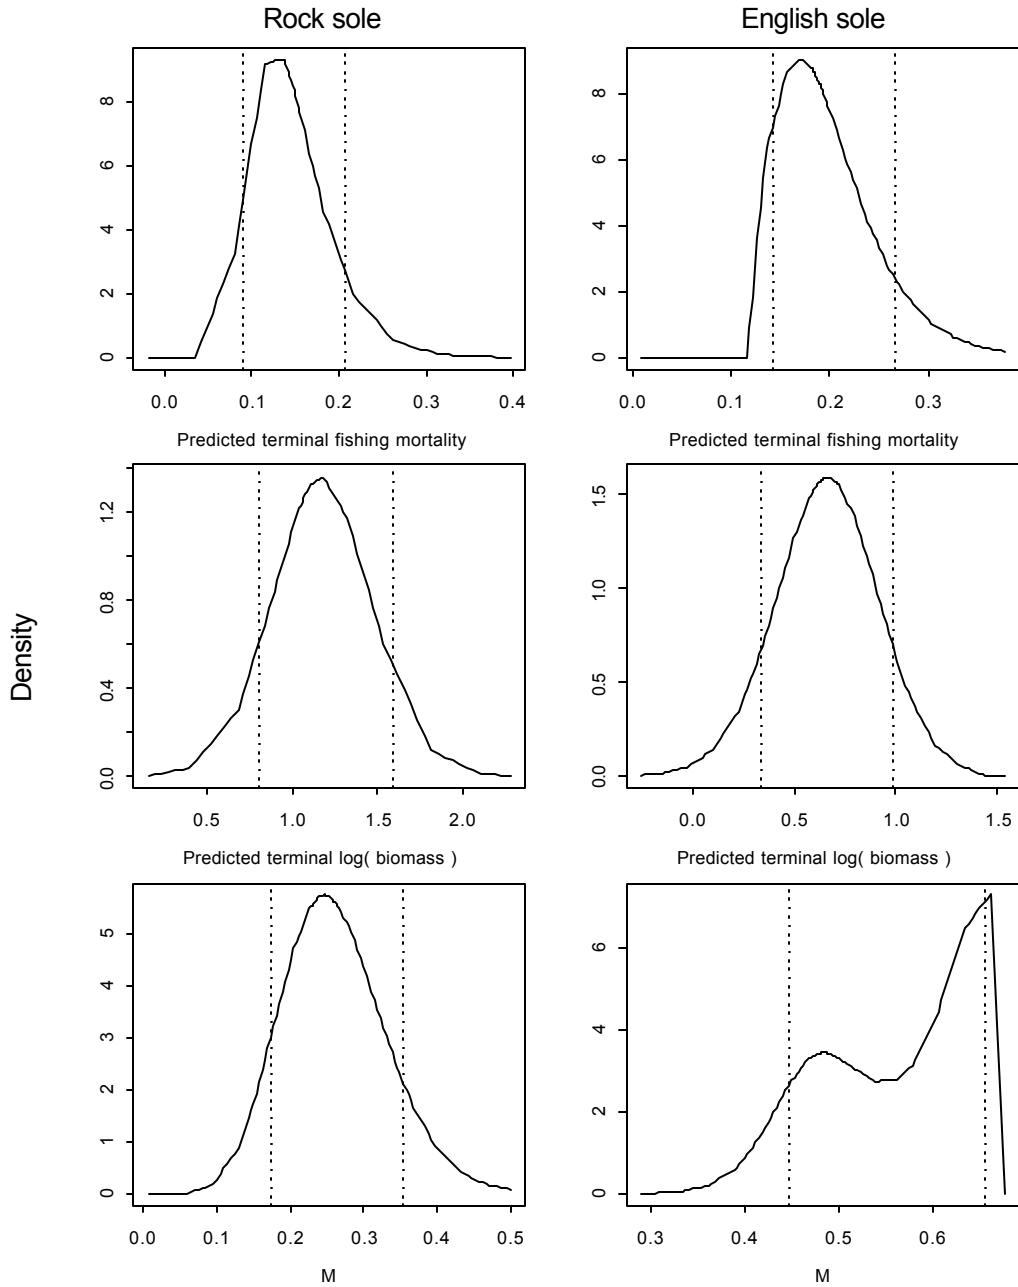 Rock sole English sole
8
6
4
2
0
0.0 0.1 0.2 0.3 0.4
8
6
4
2
0
0.0 0.1 0.2 0.3
Predicted terminal fishing mortality Predicted terminal fishing mortality
Density
1.2
0.8
0.4
0.0
0.5 1.0 1.5 2.0
1.5
1.0
0.5
0.0
0.0 0.5 1.0 1.5
Predicted terminal log( biomass ) Predicted terminal log( biomass )
5
4
3
2
1
0
0.0 0.1 0.2 0.3 0.4 0.5
6
4
2
0
0.3 0.4 0.5 0.6
M M